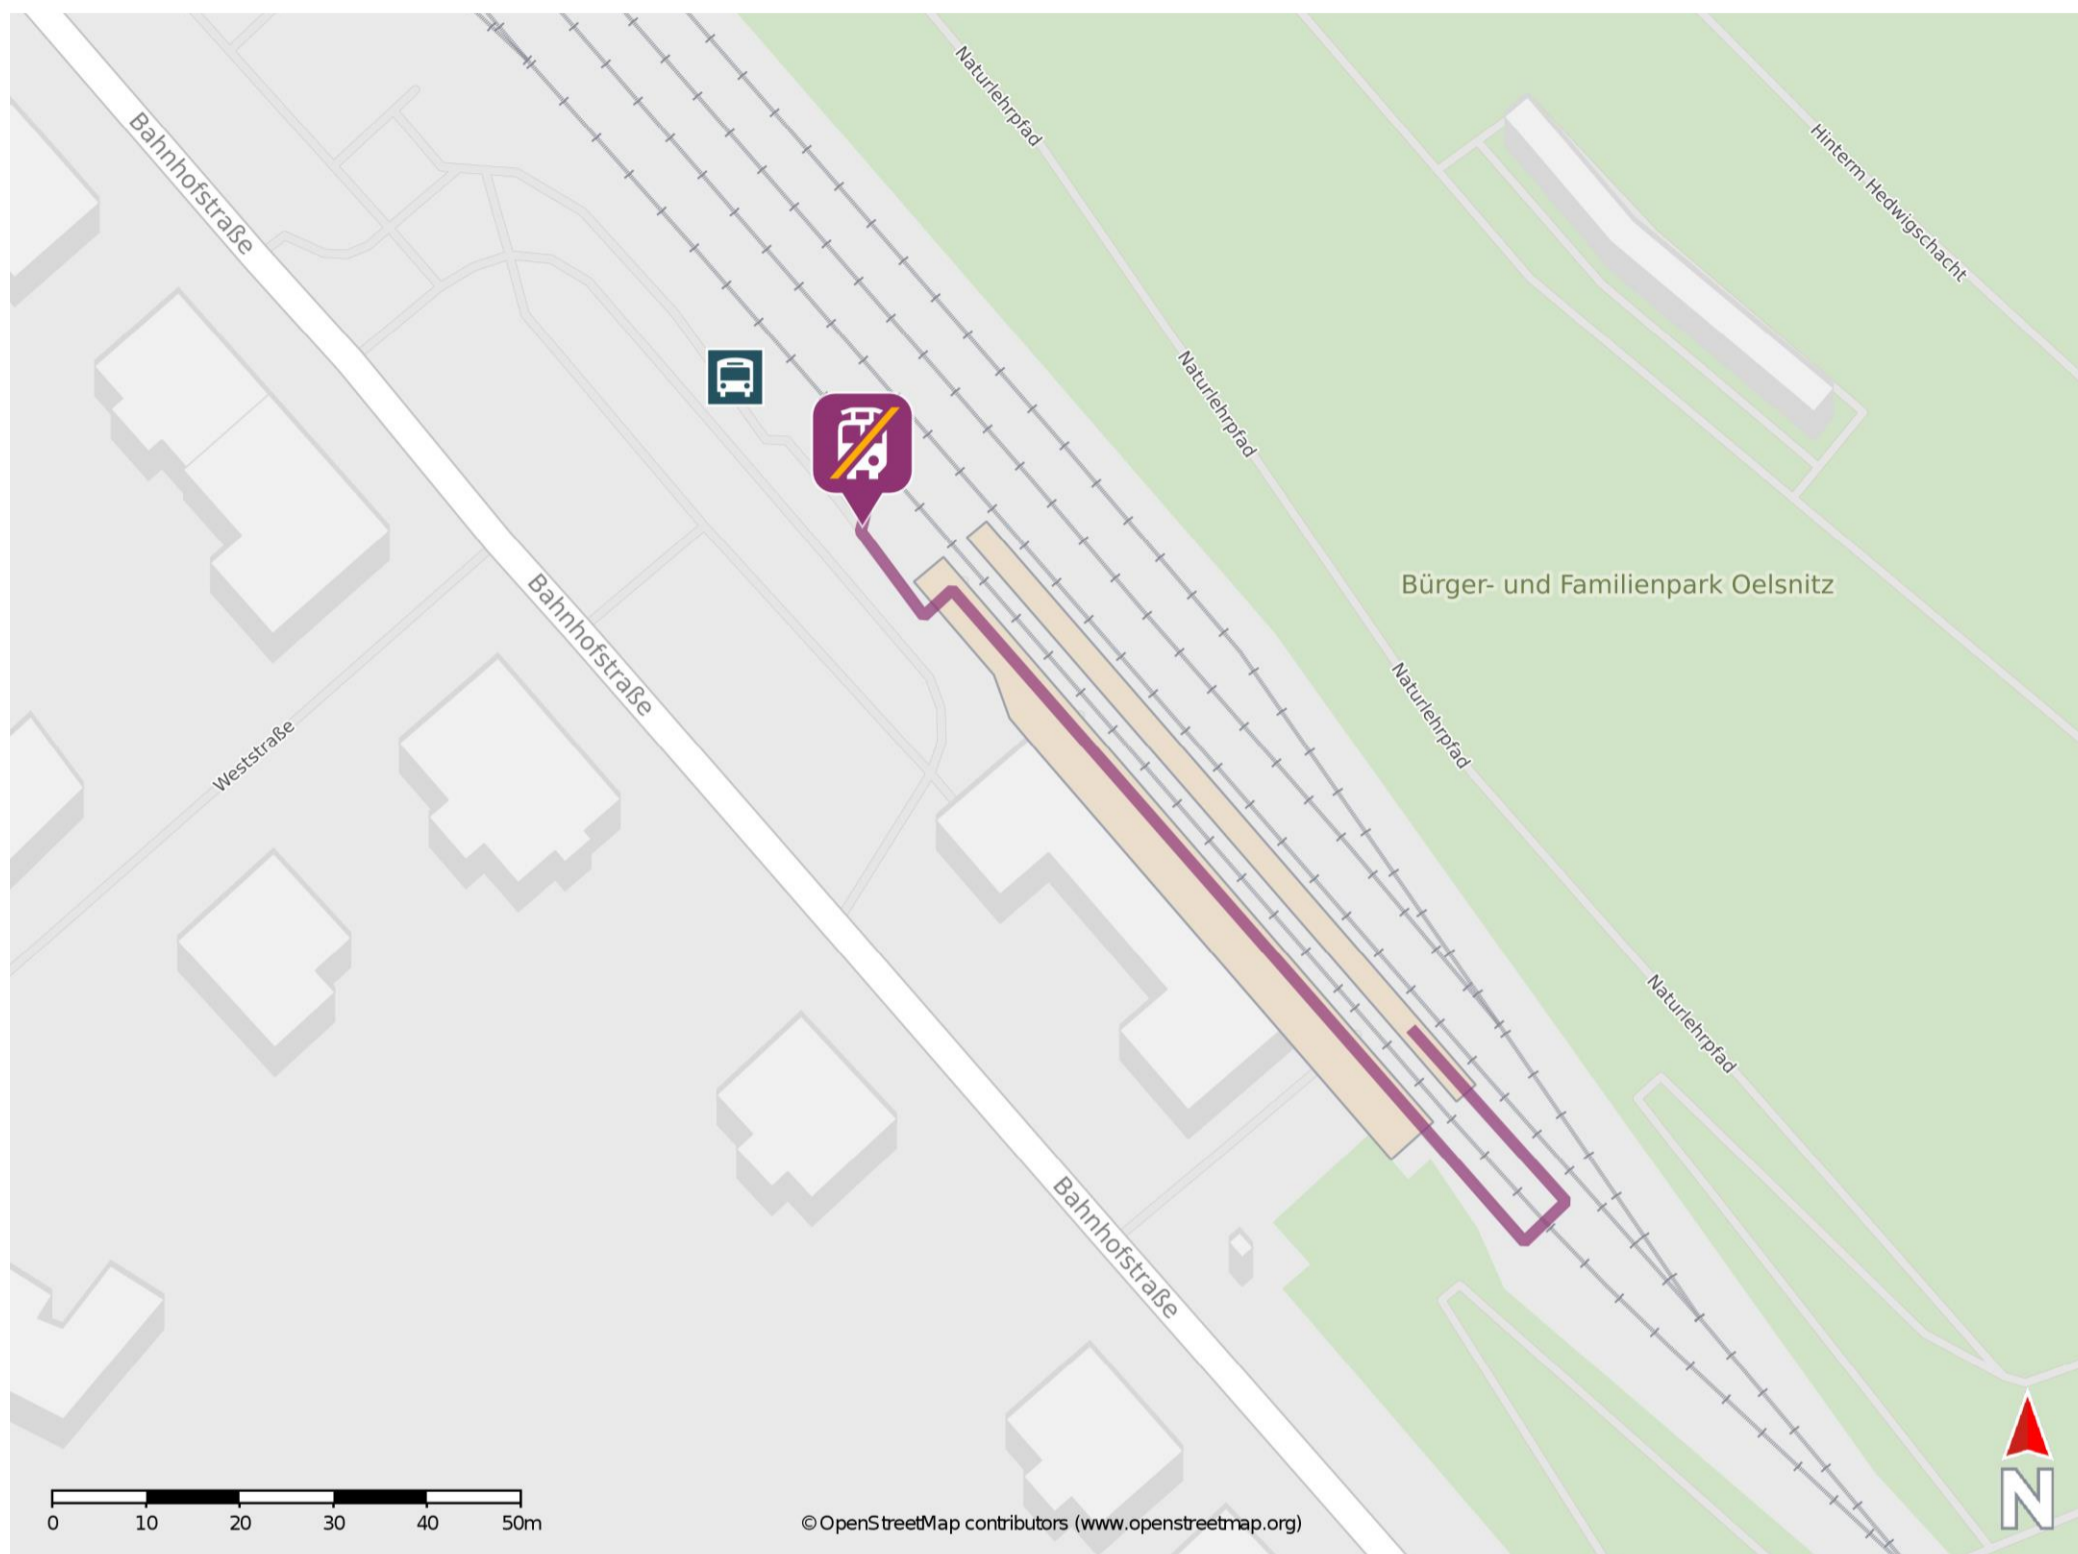 Naturlehrpfad
Bahnhofstraße
Hinterm Hedwigschacht
Naturlehrpfad
Bürger- und Familienpark Oelsnitz
Bahnhofstraße
Naturlehrpfad
Weststraße
Naturlehrpfad
Bahnhofstraße
N
0 10 20 30 40 50m
© OpenStreetMap contributors (www.openstreetmap.org)